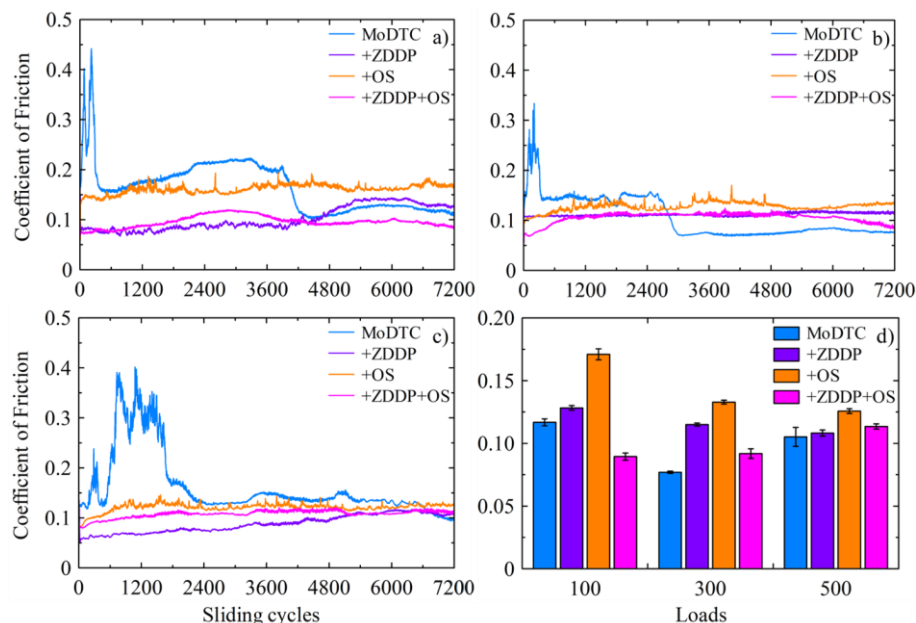 0.5
0.4
0.3
0.2
0.1
0
Coefficient of Friction
MoDTC
+ZDDP
+OS
+ZDDP+OS
a)
0 1200 2400 3600 4800 6000 7200
0.5
0.4
0.3
0.2
0.1
0
MoDTC
+ZDDP
+OS
+ZDDP+OS
b)
0 1200 2400 3600 4800 6000 7200
0.5
0.4
0.3
0.2
0.1
0
Coefficient of Friction
MoDTC
+ZDDP
+OS
+ZDDP+OS
c)
0 1200 2400 3600 4800 6000 7200
Sliding cycles
0.20
0.15
0.10
0.05
0
MoDTC
+ZDDP
+OS
+ZDDP+OS
d)
100 300 500
Loads